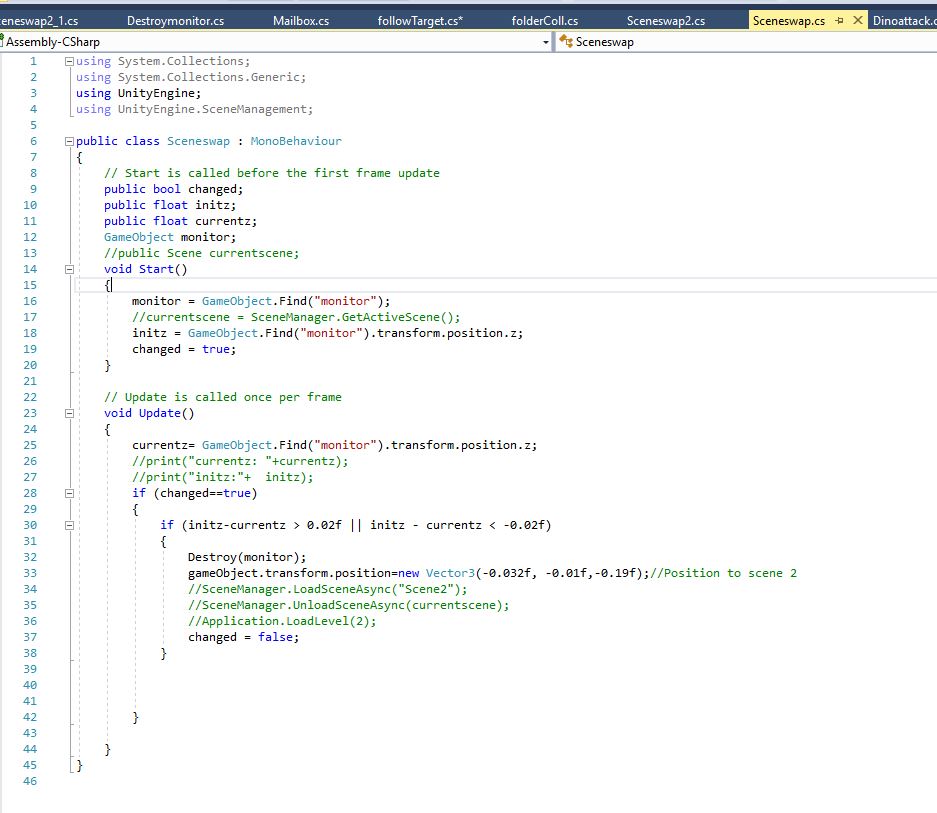 ceneswap2_1.cs Destroymonitor.cs Mailbox.cs followTarget.cs* folderColl.cs Sceneswap2.cs Sceneswap.cs Dinoattack.c
Assembly-CSharp Sceneswap
1 using System.Collections;
2 using System.Collections.Generic;
3 using UnityEngine;
4 using UnityEngine.SceneManagement;
5
6 public class Sceneswap : MonoBehaviour
7 {
8 // Start is called before the first frame update
9 public bool changed;
10 public float initz;
11 public float currentz;
12 GameObject monitor;
13 //public Scene currentscene;
14 void Start()
15 {
16 monitor = GameObject.Find("monitor");
17 //currentscene = SceneManager.GetActiveScene();
18 initz = GameObject.Find("monitor").transform.position.z;
19 changed = true;
20 }
21
22 // Update is called once per frame
23 void Update()
24 {
25 currentz= GameObject.Find("monitor").transform.position.z;
26 //print("currentz: "+currentz);
27 //print("initz:"+  initz);
28 if (changed==true)
29 {
30 if (initz-currentz > 0.02f || initz - currentz < -0.02f)
31 {
32 Destroy(monitor);
33 gameObject.transform.position=new Vector3(-0.032f, -0.01f,-0.19f);//Position to scene 2
34 //SceneManager.LoadSceneAsync("Scene2");
35 //SceneManager.UnloadSceneAsync(currentscene);
36 //Application.LoadLevel(2);
37 changed = false;
38 }
39
40
41
42 }
43
44 }
45 }
46